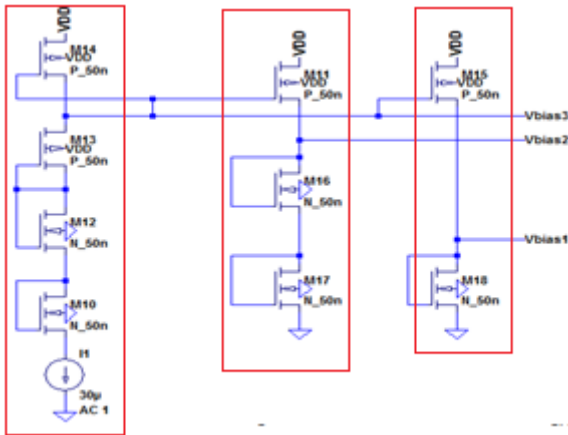 VDD
M14
VDD
P_50n
M13
VDD
P_50n
M12
N_50n
M10
N_50n
I1
30µ
AC 1
VDD
M11
VDD
P_50n
M16
N_50n
M17
N_50n
VDD
M15
VDD
P_50n
Vbias3
Vbias2
Vbias1
M18
N_50n